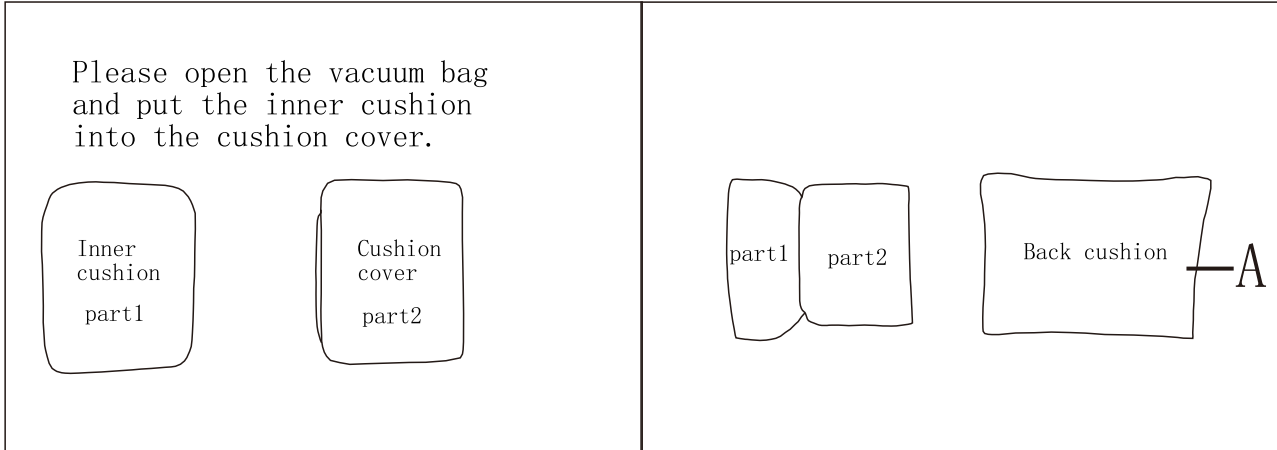 Please open the vacuum bag
and put the inner cushion
into the cushion cover.
Inner
cushion
part1
Cushion
cover
part2
part1
part2
Back cushion
A